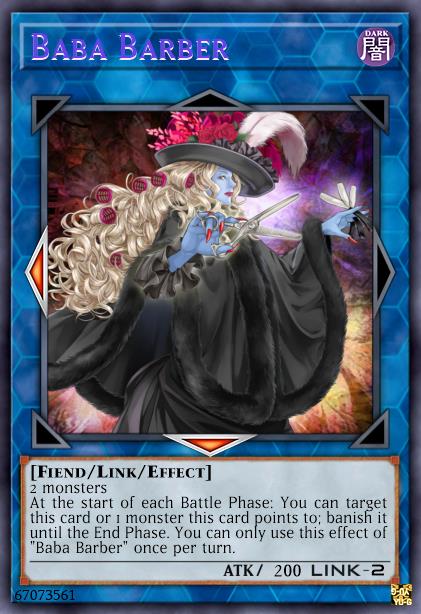 Baba Barber
DARK
闇
[Fiend/Link/Effect]
2 monsters
At the start of each Battle Phase: You can target
this card or 1 monster this card points to; banish it
until the End Phase. You can only use this effect of
"Baba Barber" once per turn.
ATK/ 200 LINK-2
67073561